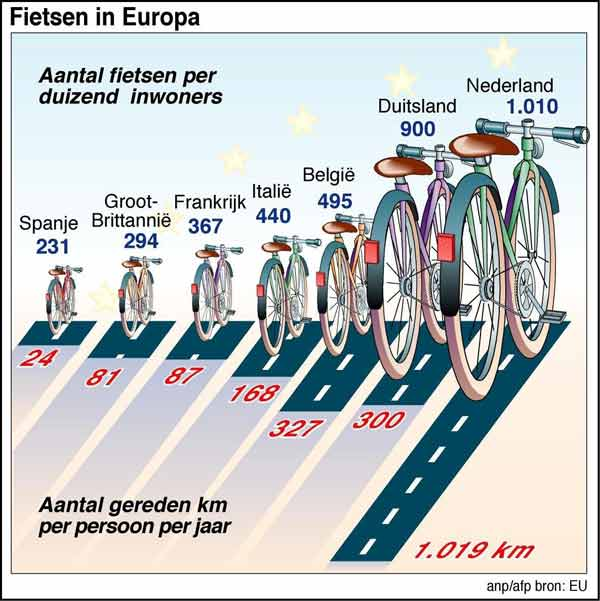 Fietsen in Europa
Aantal fietsen per
duizend inwoners
Nederland
1.010
Duitsland
900
België
495
Italië
440
Frankrijk
367
Groot-
Brittannië
294
Spanje
231
24
81
87
168
327
300
1.019 km
Aantal gereden km
per persoon per jaar
anp/afp bron: EU